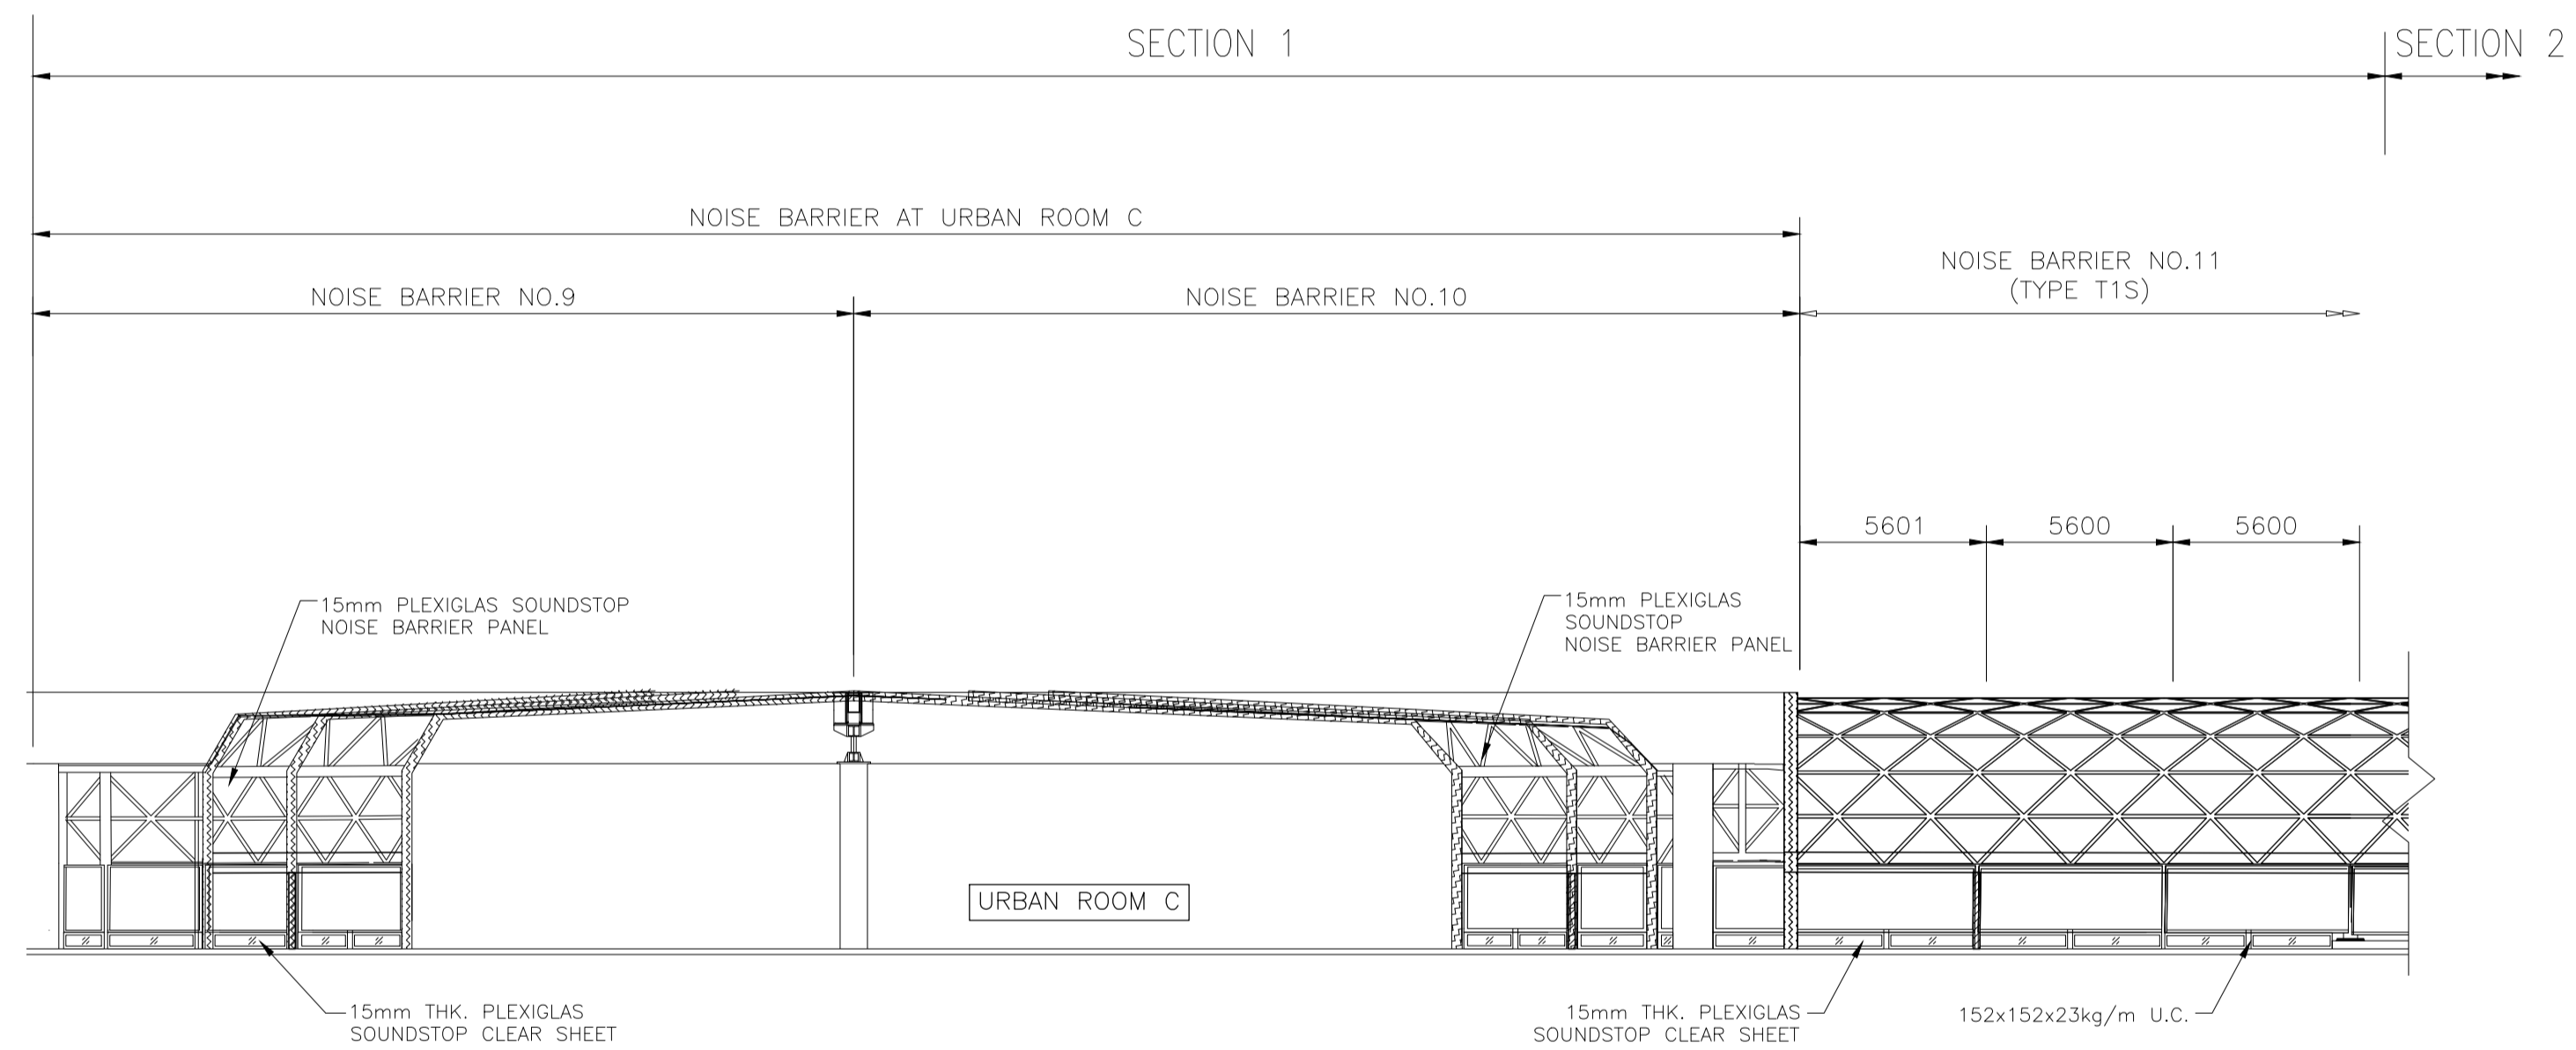 SECTION 1
SECTION 2
NOISE BARRIER AT URBAN ROOM C
NOISE BARRIER NO.11
(TYPE T1S)
NOISE BARRIER NO.9
NOISE BARRIER NO.10
5601
5600
5600
15mm PLEXIGLAS SOUNDSTOP
NOISE BARRIER PANEL
15mm PLEXIGLAS
SOUNDSTOP
NOISE BARRIER PANEL
URBAN ROOM C
15mm THK. PLEXIGLAS
SOUNDSTOP CLEAR SHEET
15mm THK. PLEXIGLAS
SOUNDSTOP CLEAR SHEET
152x152x23kg/m U.C.